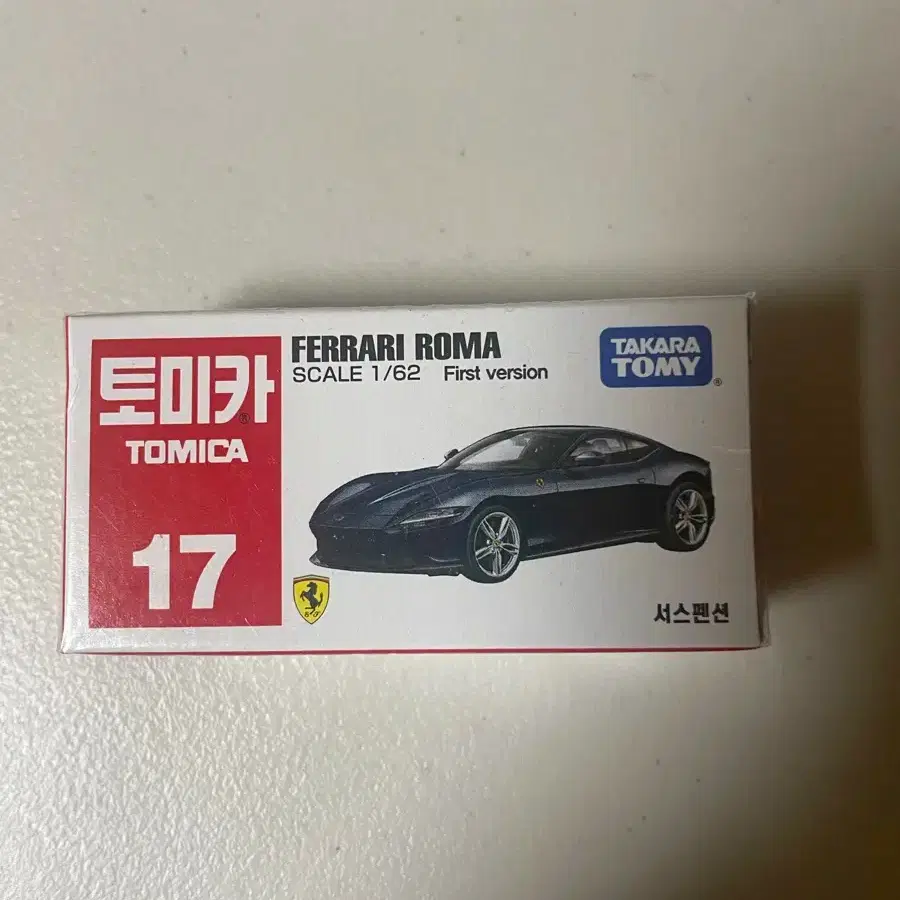 토미카®
TOMICA
17
FERRARI ROMA
SCALE 1/62 First version
TAKARA
TOMY®
S F
서스펜션